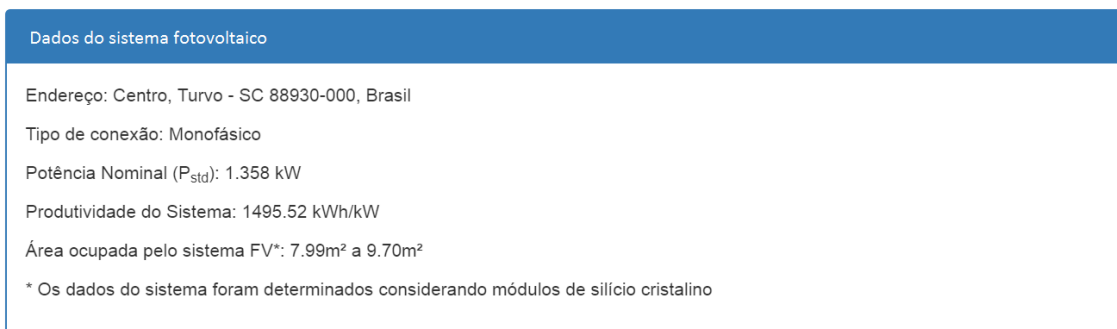 Dados do sistema fotovoltaico
Endereço: Centro, Turvo - SC 88930-000, Brasil
Tipo de conexão: Monofásico
Potência Nominal (Pstd): 1.358 kW
Produtividade do Sistema: 1495.52 kWh/kW
Área ocupada pelo sistema FV*: 7.99m² a 9.70m²
* Os dados do sistema foram determinados considerando módulos de silício cristalino